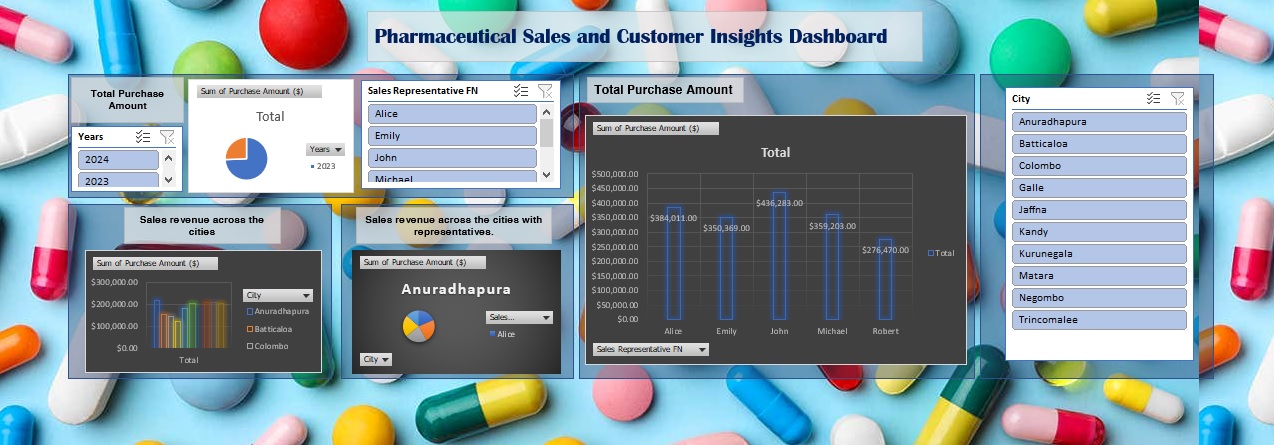 Pharmaceutical Sales and Customer Insights Dashboard
Total Purchase
Amount
Years
2024
2023
Sum of Purchase Amount ($)
Total
Years
2023
Sales Representative FN
Alice
Emily
John
Michael
Sales revenue across the
cities
Sum of Purchase Amount ($)
$300,000.00
$200,000.00
$100,000.00
$0.00
Total
City
Anuradhapura
Batticaloa
Colombo
Sales revenue across the cities with
representatives.
Sum of Purchase Amount ($)
Anuradhapura
Sales...
Alice
City
Total Purchase Amount
Sum of Purchase Amount ($)
Total
$500,000.00
$450,000.00
$400,000.00
$350,000.00
$300,000.00
$250,000.00
$200,000.00
$150,000.00
$100,000.00
$50,000.00
$0.00
$384,011.00
$350,369.00
$436,283.00
$359,203.00
$276,470.00
Alice
Emily
John
Michael
Robert
Total
Sales Representative FN
City
Anuradhapura
Batticaloa
Colombo
Galle
Jaffna
Kandy
Kurunegala
Matara
Negombo
Trincomalee